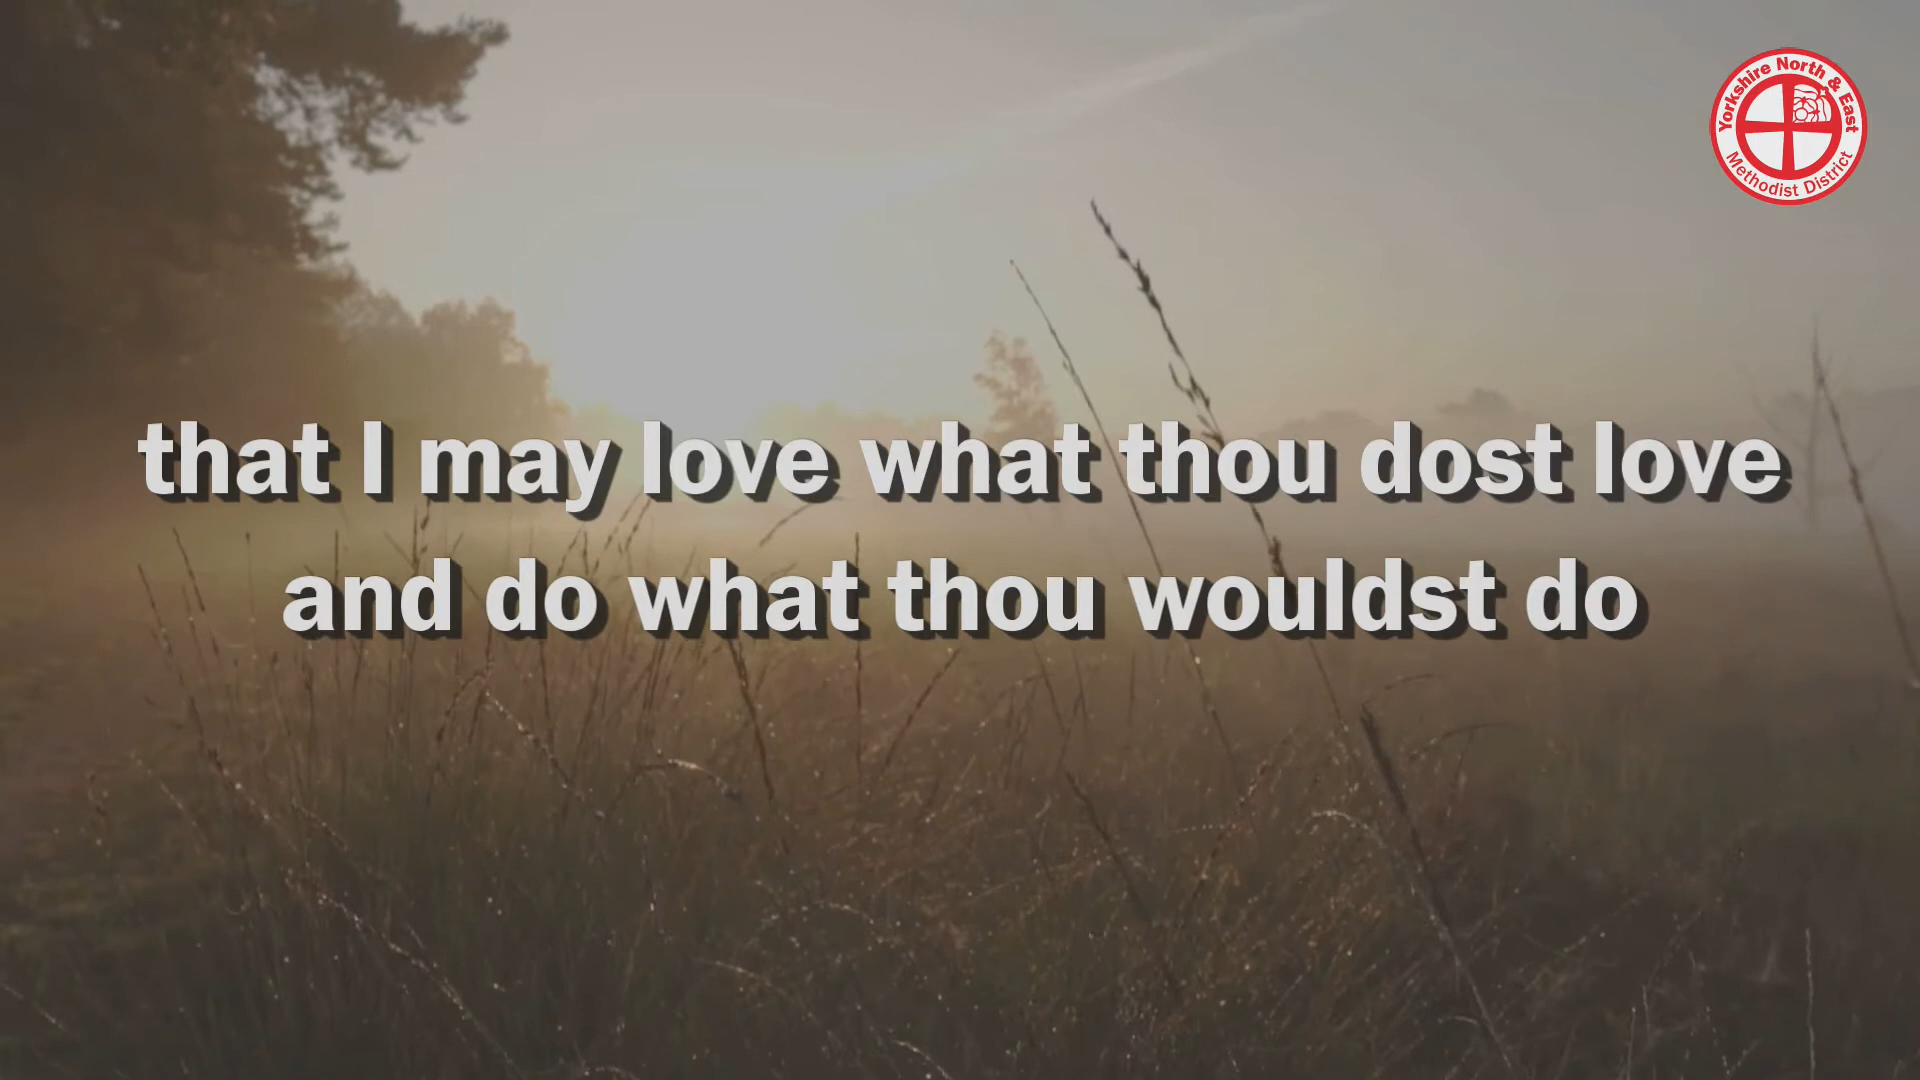 Yorkshire North & East
Methodist District
that I may love what thou dost love
and do what thou wouldst do